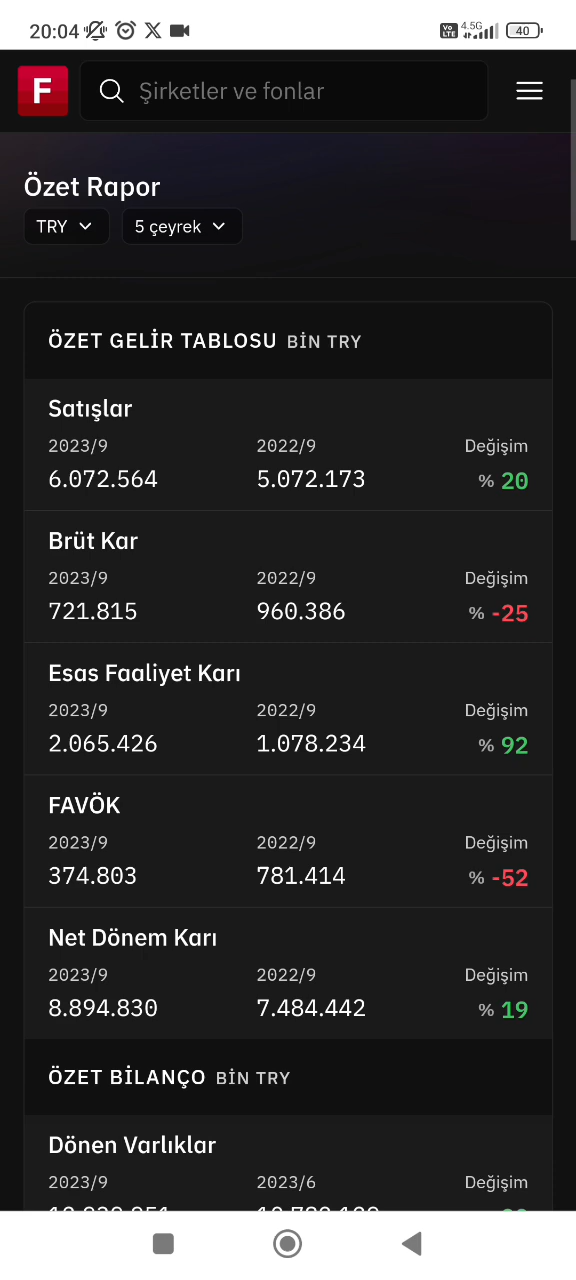 20:04
Vo LTE 4.5G 40
F Şirketler ve fonlar
Özet Rapor
TRY 5 çeyrek
ÖZET GELİR TABLOSU BİN TRY
Satışlar
2023/9 2022/9 Değişim
6.072.564 5.072.173 % 20
Brüt Kar
2023/9 2022/9 Değişim
721.815 960.386 % -25
Esas Faaliyet Karı
2023/9 2022/9 Değişim
2.065.426 1.078.234 % 92
FAVÖK
2023/9 2022/9 Değişim
374.803 781.414 % -52
Net Dönem Karı
2023/9 2022/9 Değişim
8.894.830 7.484.442 % 19
ÖZET BİLANÇO BİN TRY
Dönen Varlıklar
2023/9 2023/6 Değişim